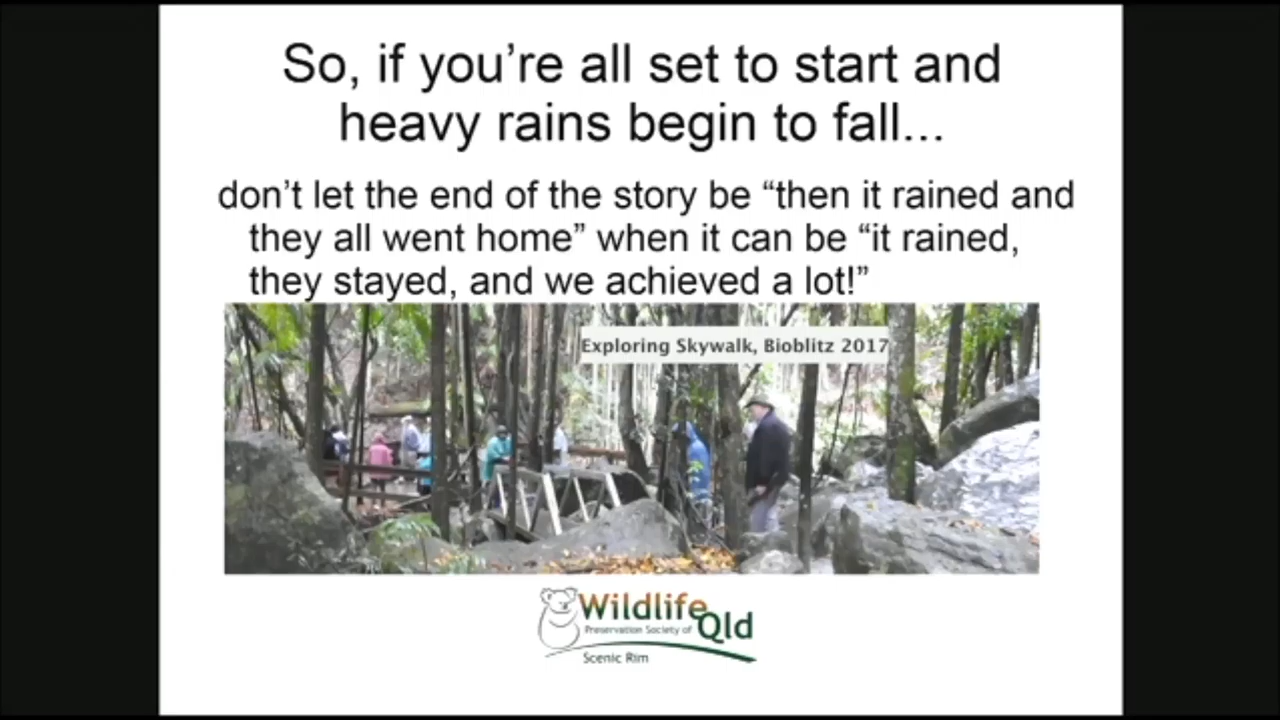 So, if you’re all set to start and
heavy rains begin to fall...
don’t let the end of the story be “then it rained and
they all went home” when it can be “it rained,
they stayed, and we achieved a lot!”
Exploring Skywalk, Bioblitz 2017
Wildlife
Preservation Society of Qld
Scenic Rim